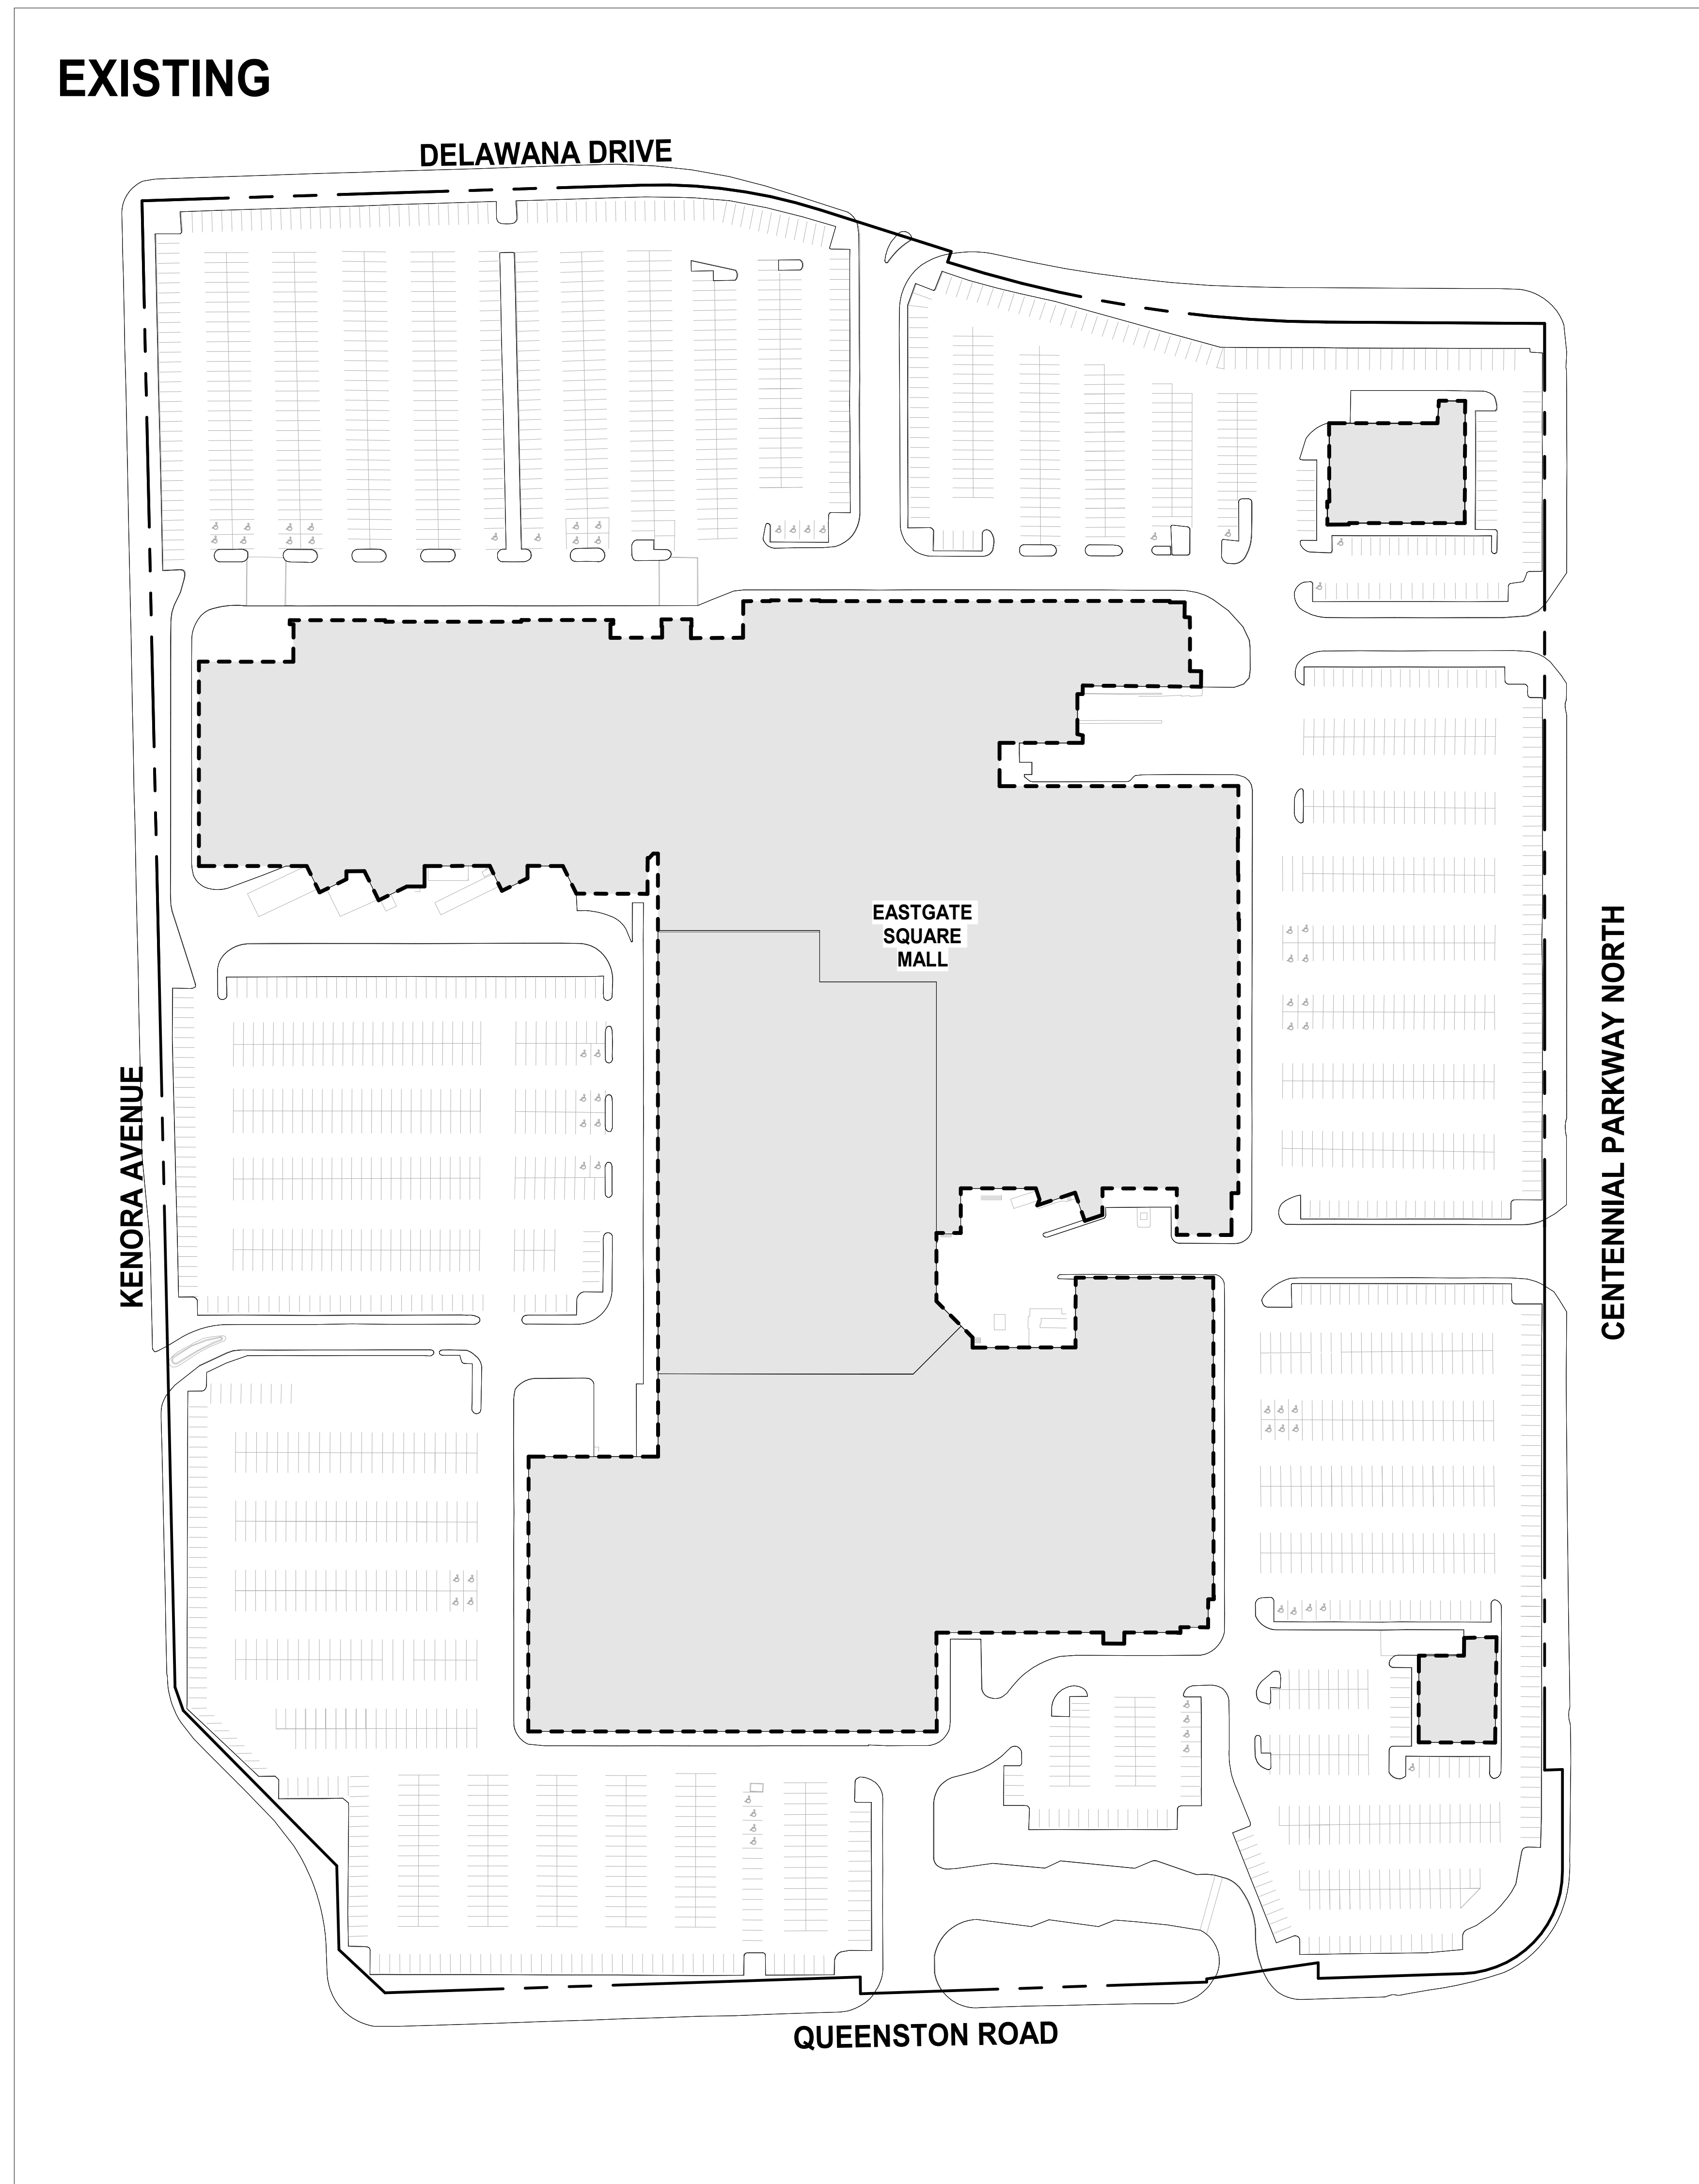 EXISTING
DELAWANA DRIVE
EASTGATE
SQUARE
MALL
KENORA AVENUE
CENTENNIAL PARKWAY NORTH
QUEENSTON ROAD